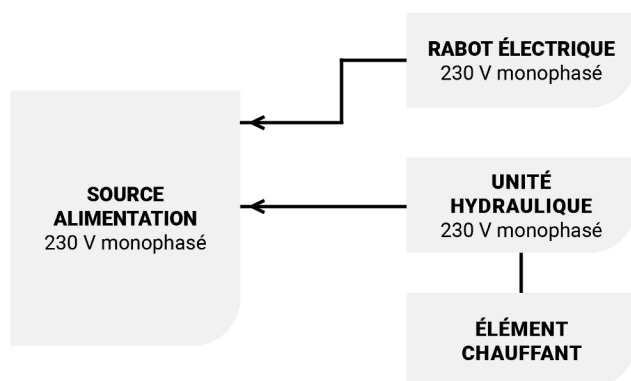 RABOT ÉLECTRIQUE
230 V monophasé
SOURCE
ALIMENTATION
230 V monophasé
UNITÉ
HYDRAULIQUE
230 V monophasé
ÉLÉMENT
CHAUFFANT